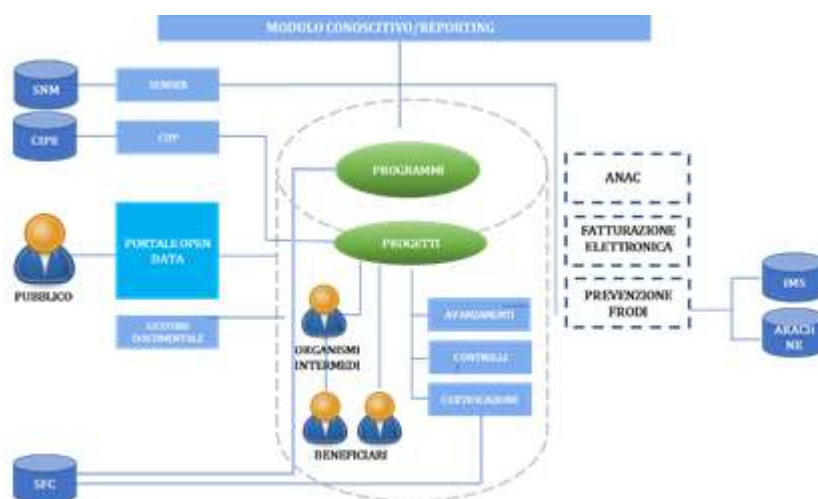 MODULO CONOSCITIVO/REPORTING
SNM
SENDER
CIPE
CUP
PROGRAMMI
ANAC
PROGETTI
FATTURAZIONE
ELETTRONICA
PORTALE OPEN
DATA
PUBBLICO
PREVENZIONE
FRODI
IMS
ARACH
NE
GESTORE
DOCUMENTALE
AVANZAMENTI
ORGANISMI
INTERMEDI
CONTROLLI
CERTIFICAZIONE
BENEFICIARI
SFC